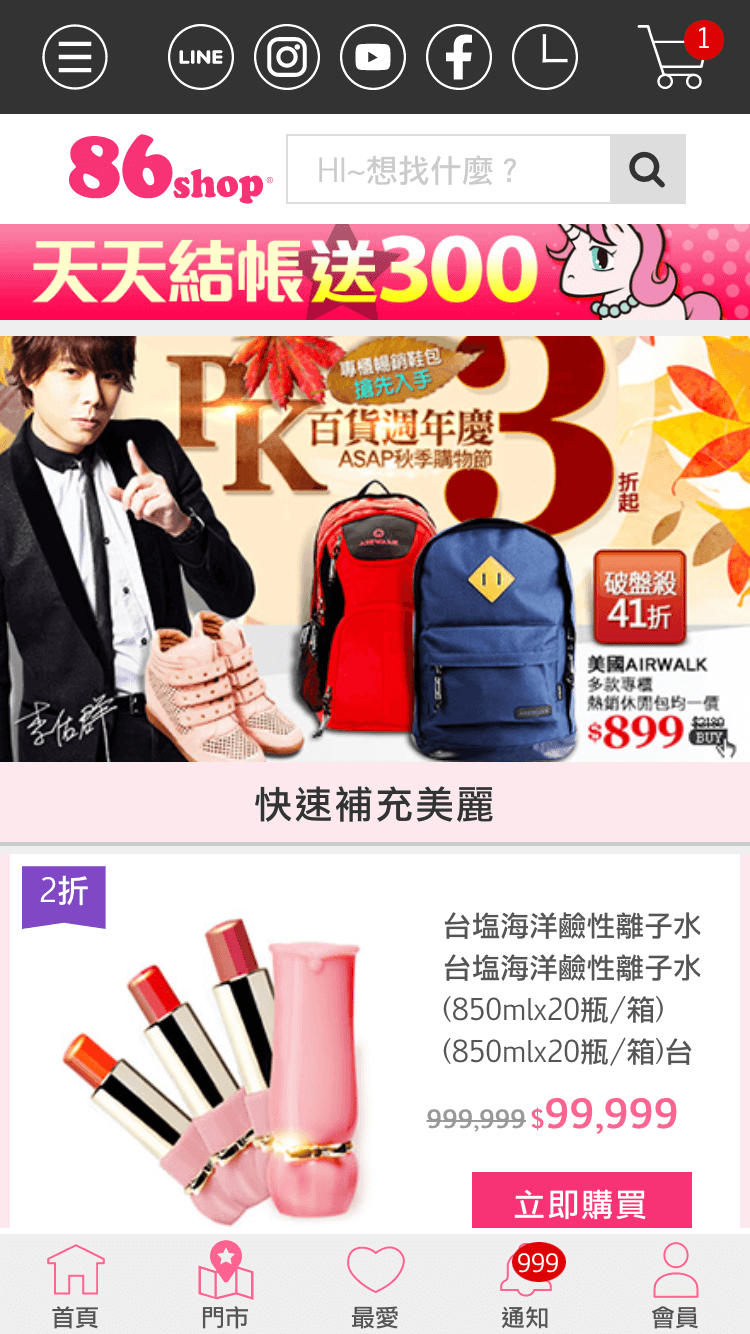 LINE
1
86shop®
HI~想找什麼？
天天結帳送300
PK
專櫃暢銷鞋包
搶先入手
百貨週年慶
ASAP秋季購物節
3
折起
破盤殺
41折
美國AIRWALK
多款專櫃
熱銷休閒包均一價
$899 $2180
BUY
李佑群
AIRWALK
快速補充美麗
2折
台塩海洋鹼性離子水
台塩海洋鹼性離子水
(850mlx20瓶/箱)
(850mlx20瓶/箱)台
999,999 $99,999
立即購買
999
首頁
門市
最愛
通知
會員